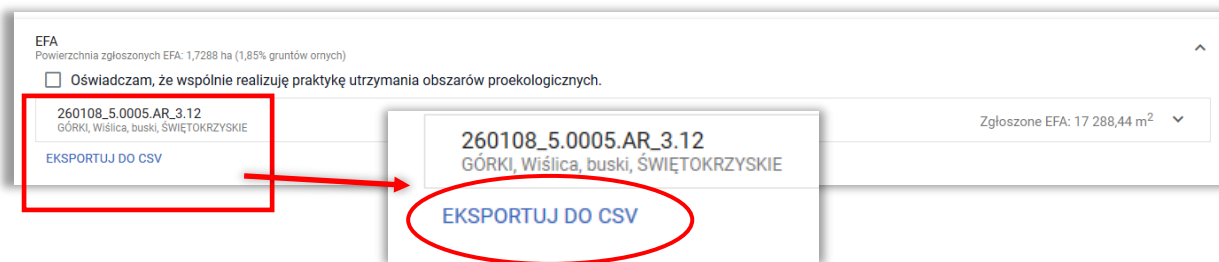 EFA
Powierzchnia zgłoszonych EFA: 1,7288 ha (1,85% gruntów ornych)
Oświadczam, że wspólnie realizuję praktykę utrzymania obszarów proekologicznych.
260108_5.0005.AR_3.12
GÓRKI, Wiślica, buski, ŚWIĘTOKRZYSKIE
Zgłoszone EFA: 17 288,44 m²
EKSPORTUJ DO CSV
260108_5.0005.AR_3.12
GÓRKI, Wiślica, buski, ŚWIĘTOKRZYSKIE
EKSPORTUJ DO CSV